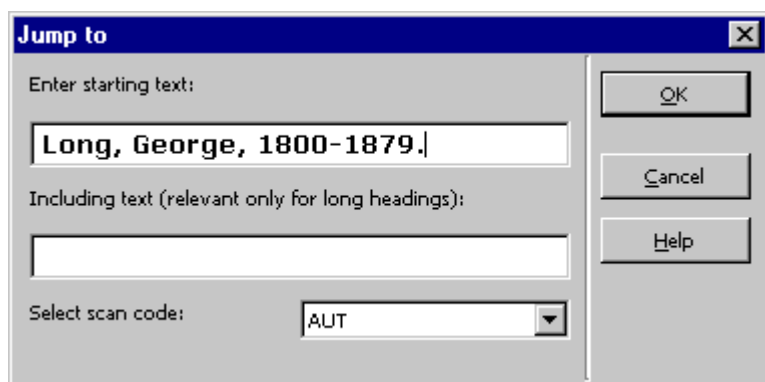 Jump to
Enter starting text:
Long, George, 1800-1879.
Including text (relevant only for long headings):
Select scan code:
AUT
OK
Cancel
Help